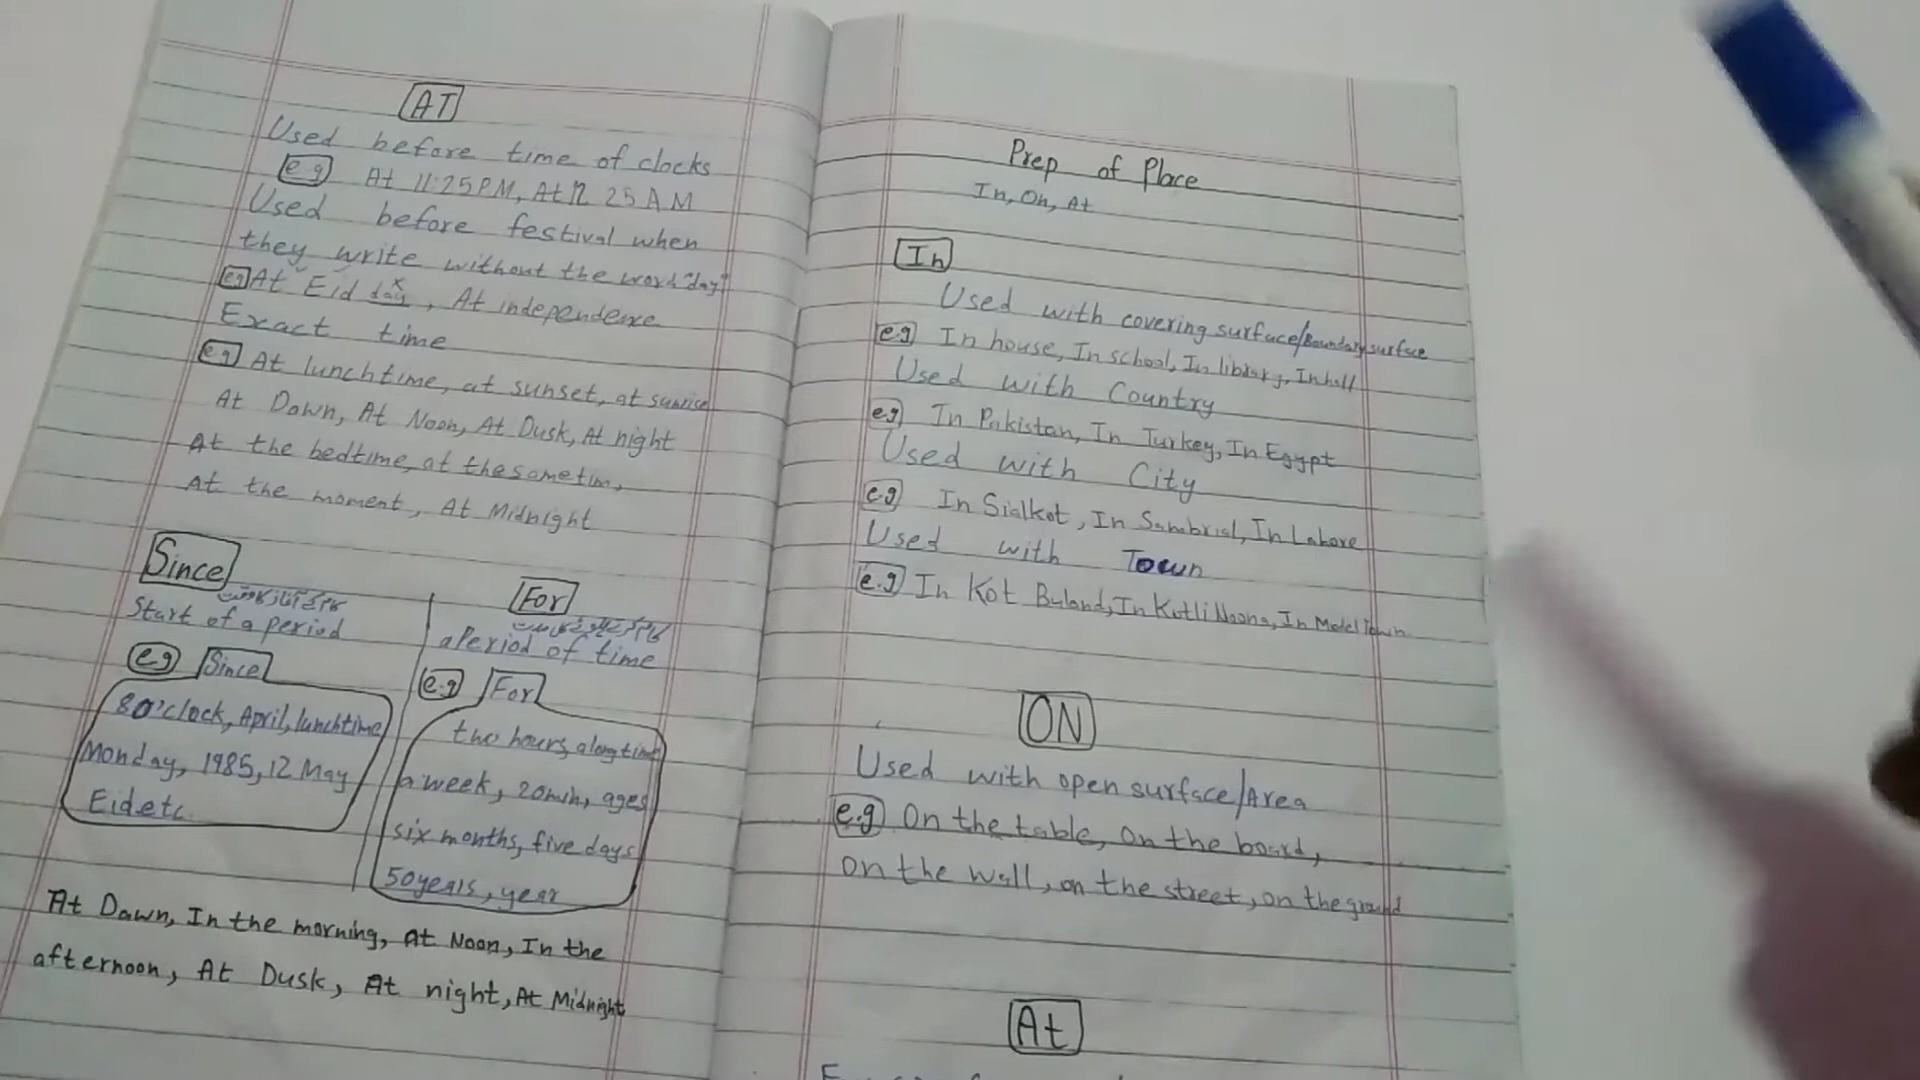 AT
Used before time of clocks
e g At 11:25PM, At 12 25 AM
Used before festival when
they write without the word "day"
eg At Eid day x, At independence
Exact time
eg At lunchtime, at sunset, at sunrise
At Down, At Noon, At Dusk, At night
At the bedtime, at the sometim,
At the moment, At Midnight
Since
Start of a period
eg Since
80'clock, April, lunchtime
Monday, 1985, 12 May
Eid etc.
For
a Period of time
e.g For
two hours, a long time
a week, 20min, ages
six months, five days
50years, year
At Dawn, In the morning, At Noon, In the
afternoon, At Dusk, At night, At Midnight
Prep of Place
In, On, At
In
Used with covering surface/Boundary surface
e.g In house, In school, In library, In hall
Used with Country
e.g In Pakistan, In Turkey, In Egypt
Used with City
e.g In Sialkot, In Sambrial, In Lahore
Used with Town
e.g In Kot Buland, In Kotli Noona, In Model Town
ON
Used with open surface/Area
e.g On the table, on the board,
on the wall, on the street, on the ground
At